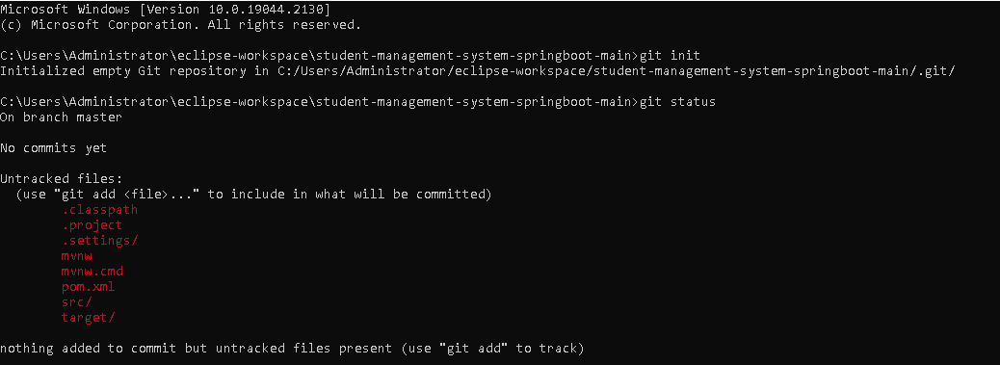 Microsoft Windows [Version 10.0.19044.2130]
(c) Microsoft Corporation. All rights reserved.
C:\Users\Administrator\eclipse-workspace\student-management-system-springboot-main>git init
Initialized empty Git repository in C:/Users/Administrator/eclipse-workspace/student-management-system-springboot-main/.git/
C:\Users\Administrator\eclipse-workspace\student-management-system-springboot-main>git status
On branch master
No commits yet
Untracked files:
  (use "git add <file>..." to include in what will be committed)
        .classpath
        .project
        .settings/
        mvnw
        mvnw.cmd
        pom.xml
        src/
        target/
nothing added to commit but untracked files present (use "git add" to track)